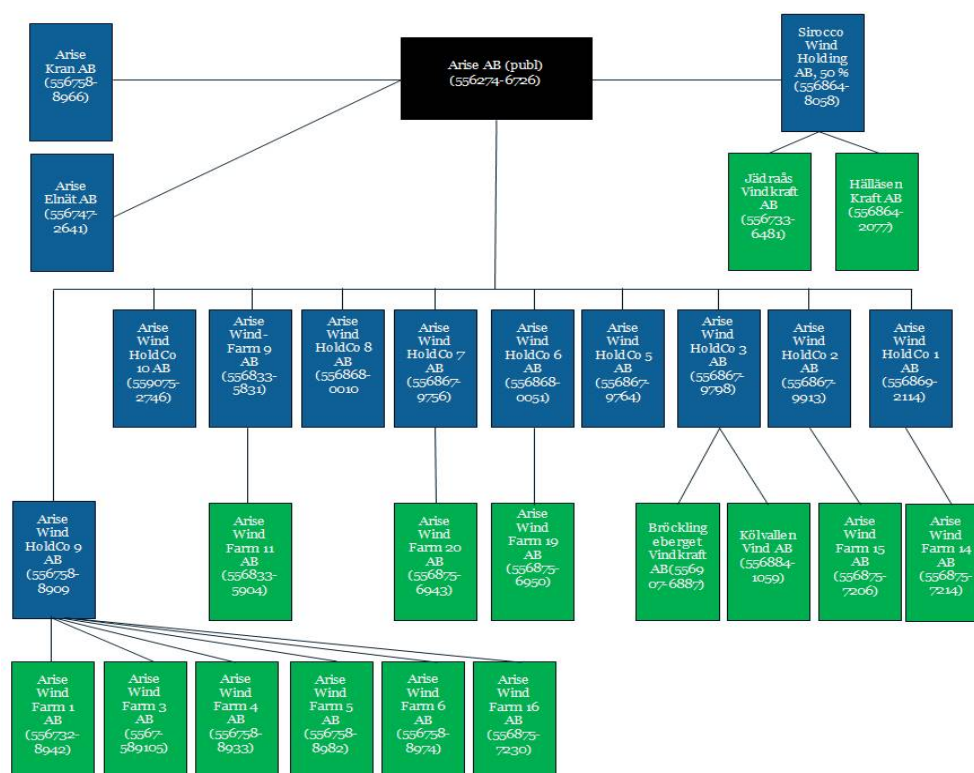 Arise
Kran AB
(556758-
8966)
Arise AB (publ)
(556274-6726)
Sirocco
Wind
Holding
AB, 50 %
(556864-
8058)
Arise
Elnät AB
(556747-
2641)
Jädraås
Vindkraft
AB
(556733-
6481)
Hälläsen
Kraft AB
(556864-
2077)
Arise
Wind
HoldCo
10 AB
(559075-
2746)
Arise
Wind-
Farm 9
AB
(556833-
5831)
Arise
Wind
HoldCo 8
AB
(556868-
0010
Arise
Wind
HoldCo 7
AB
(556867-
9756)
Arise
Wind
HoldCo 6
AB
(556868-
0051)
Arise
Wind
HoldCo 5
AB
(556867-
9764)
Arise
Wind
HoldCo 3
AB
(556867-
9798)
Arise
Wind
HoldCo 2
AB
(556867-
9913)
Arise
Wind
HoldCo 1
AB
(556869-
2114)
Arise
Wind
HoldCo 9
AB
(556758-
8909
Arise
Wind
Farm 11
AB
(556833-
5904)
Arise
Wind
Farm 20
AB
(556875-
6943)
Arise
Wind
Farm 19
AB
(556875-
6950)
Bröckling
eberget
Vindkraft
AB(5569
07-6887)
Kölvallen
Vind AB
(556884-
1059)
Arise
Wind
Farm 15
AB
(556875-
7206)
Arise
Wind
Farm 14
AB
(556875-
7214)
Arise
Wind
Farm 1
AB
(556732-
8942)
Arise
Wind
Farm 3
AB
(5567-
589105)
Arise
Wind
Farm 4
AB
(556758-
8933)
Arise
Wind
Farm 5
AB
(556758-
8982)
Arise
Wind
Farm 6
AB
(556758-
8974)
Arise
Wind
Farm 16
AB
(556875-
7230)